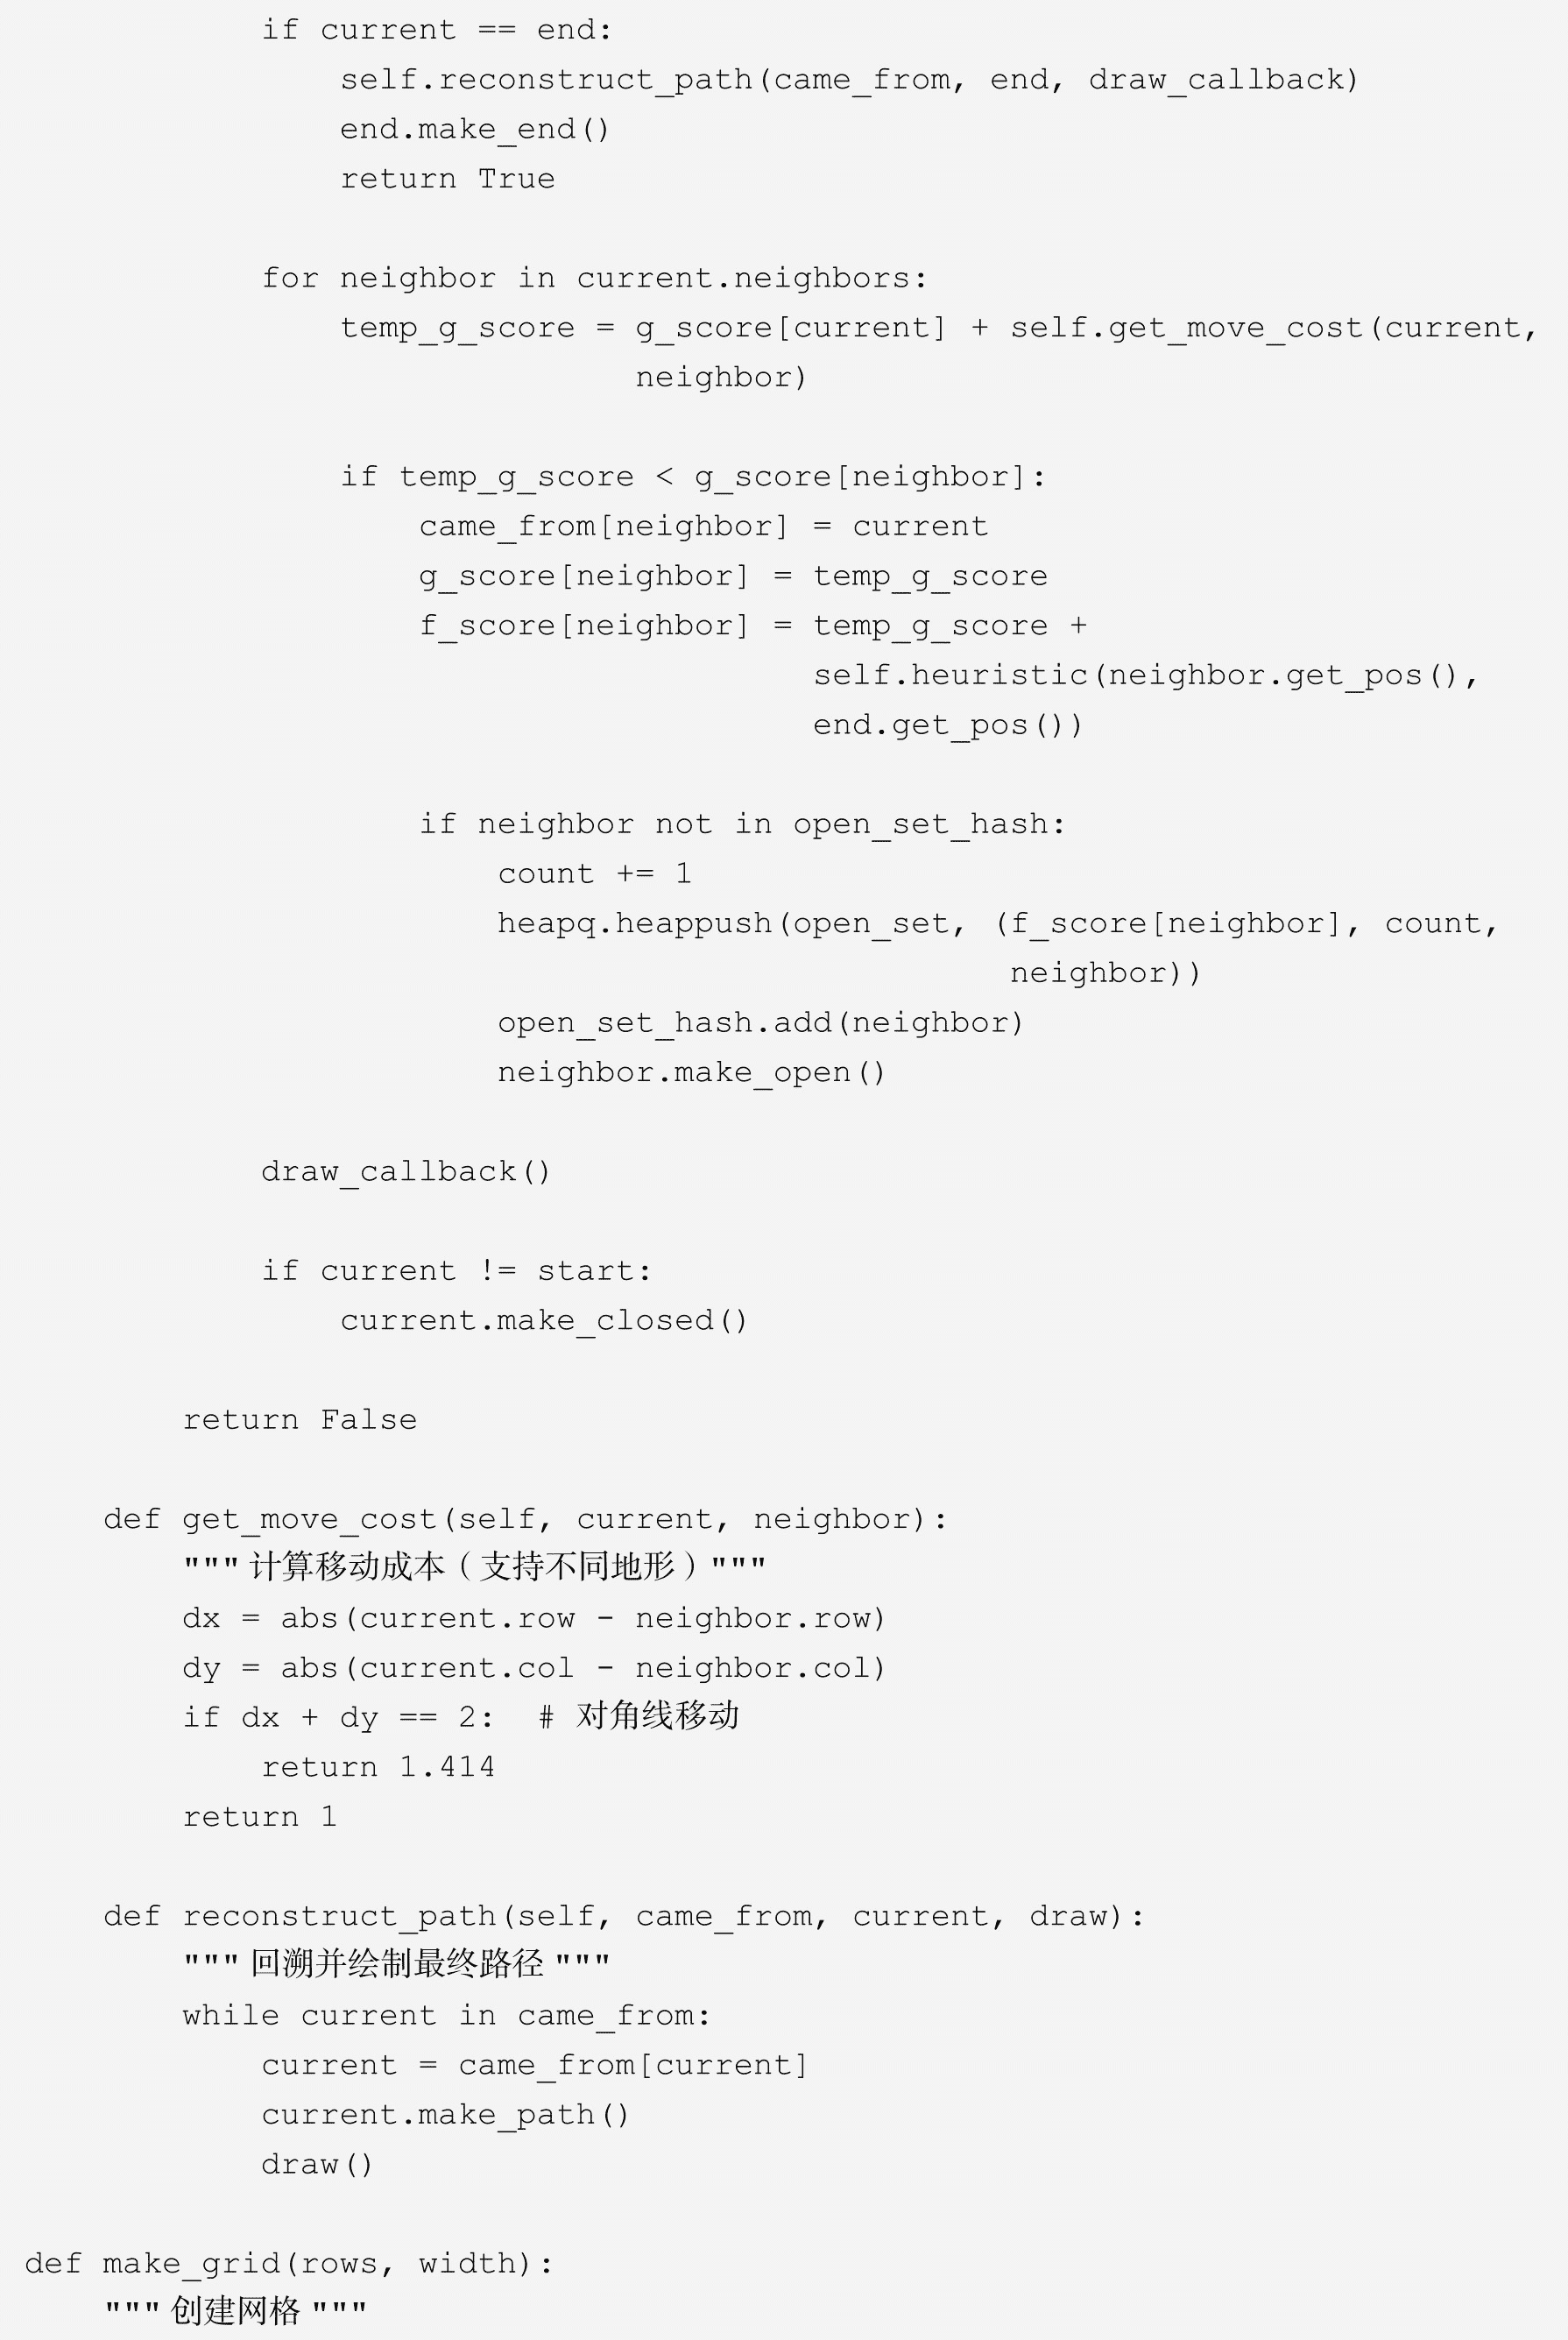 if current == end:
                self.reconstruct_path(came_from, end, draw_callback)
                end.make_end()
                return True

            for neighbor in current.neighbors:
                temp_g_score = g_score[current] + self.get_move_cost(current,
                               neighbor)

                if temp_g_score < g_score[neighbor]:
                    came_from[neighbor] = current
                    g_score[neighbor] = temp_g_score
                    f_score[neighbor] = temp_g_score +
                                        self.heuristic(neighbor.get_pos(),
                                        end.get_pos())

                    if neighbor not in open_set_hash:
                        count += 1
                        heapq.heappush(open_set, (f_score[neighbor], count,
                                                  neighbor))
                        open_set_hash.add(neighbor)
                        neighbor.make_open()

            draw_callback()

            if current != start:
                current.make_closed()

        return False

    def get_move_cost(self, current, neighbor):
        """计算移动成本（支持不同地形）"""
        dx = abs(current.row - neighbor.row)
        dy = abs(current.col - neighbor.col)
        if dx + dy == 2:  # 对角线移动
            return 1.414
        return 1

    def reconstruct_path(self, came_from, current, draw):
        """回溯并绘制最终路径"""
        while current in came_from:
            current = came_from[current]
            current.make_path()
            draw()

def make_grid(rows, width):
    """创建网格"""